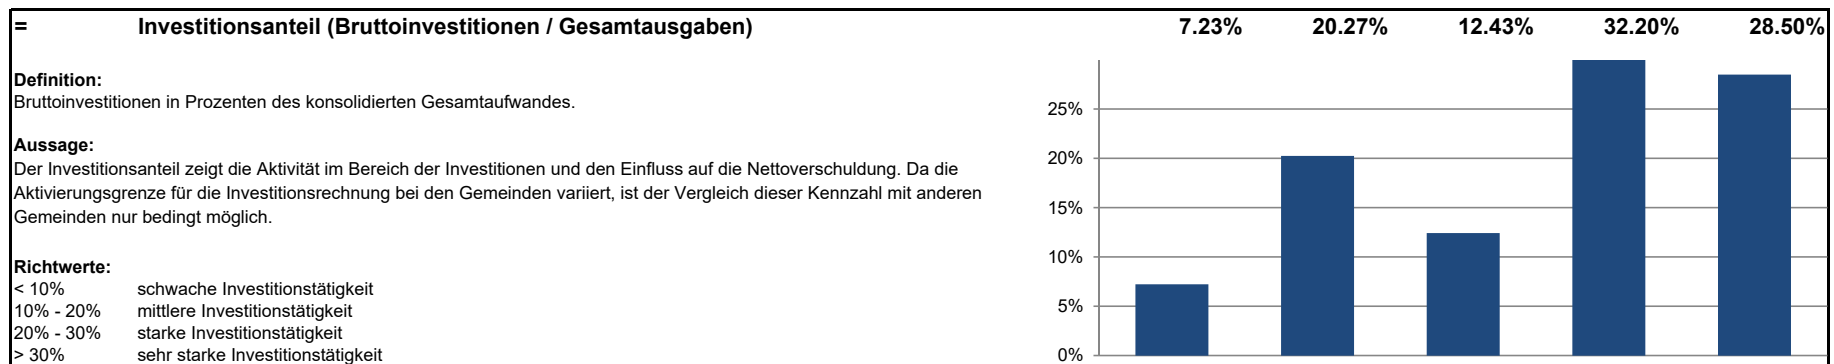 = Investitionsanteil (Bruttoinvestitionen / Gesamtausgaben) 7.23% 20.27% 12.43% 32.20% 28.50%
Definition:
Bruttoinvestitionen in Prozenten des konsolidierten Gesamtaufwandes.
Aussage:
Der Investitionsanteil zeigt die Aktivität im Bereich der Investitionen und den Einfluss auf die Nettoverschuldung. Da die
Aktivierungsgrenze für die Investitionsrechnung bei den Gemeinden variiert, ist der Vergleich dieser Kennzahl mit anderen
Gemeinden nur bedingt möglich.
Richtwerte:
< 10% schwache Investitionstätigkeit
10% - 20% mittlere Investitionstätigkeit
20% - 30% starke Investitionstätigkeit
> 30% sehr starke Investitionstätigkeit
25%
20%
15%
10%
5%
0%